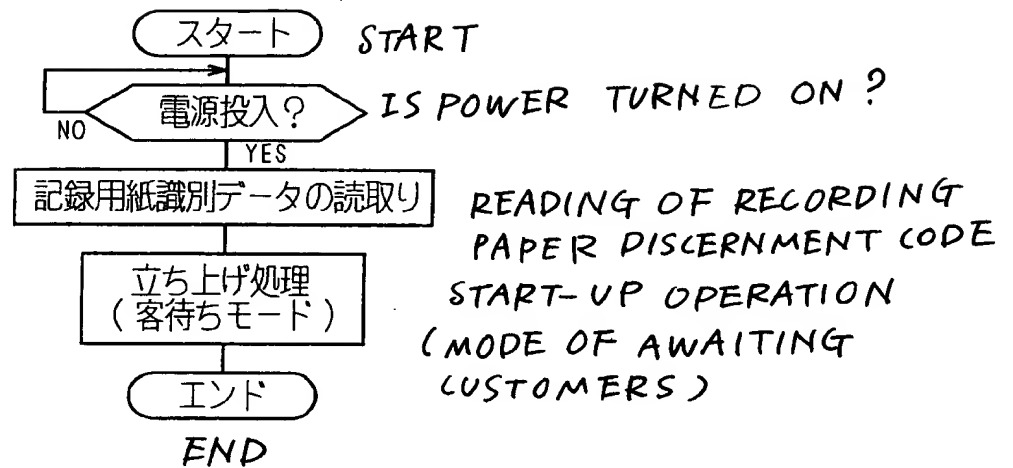 スタート START
電源投入? IS POWER TURNED ON?
NO
YES
記録用紙識別データの読取り READING OF RECORDING
PAPER DISCERNMENT CODE
立ち上げ処理 START-UP OPERATION
(客待ちモード) (MODE OF AWAITING
CUSTOMERS)
エンド
END